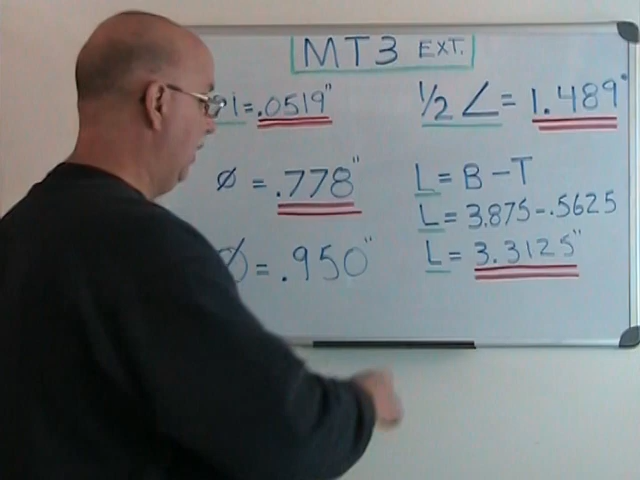 MT3 EXT.
i = .0519"
½ ∠ = 1.489°
ø = .778"
L = B - T
L = 3.875 - .5625
ø = .950"
L = 3.3125"